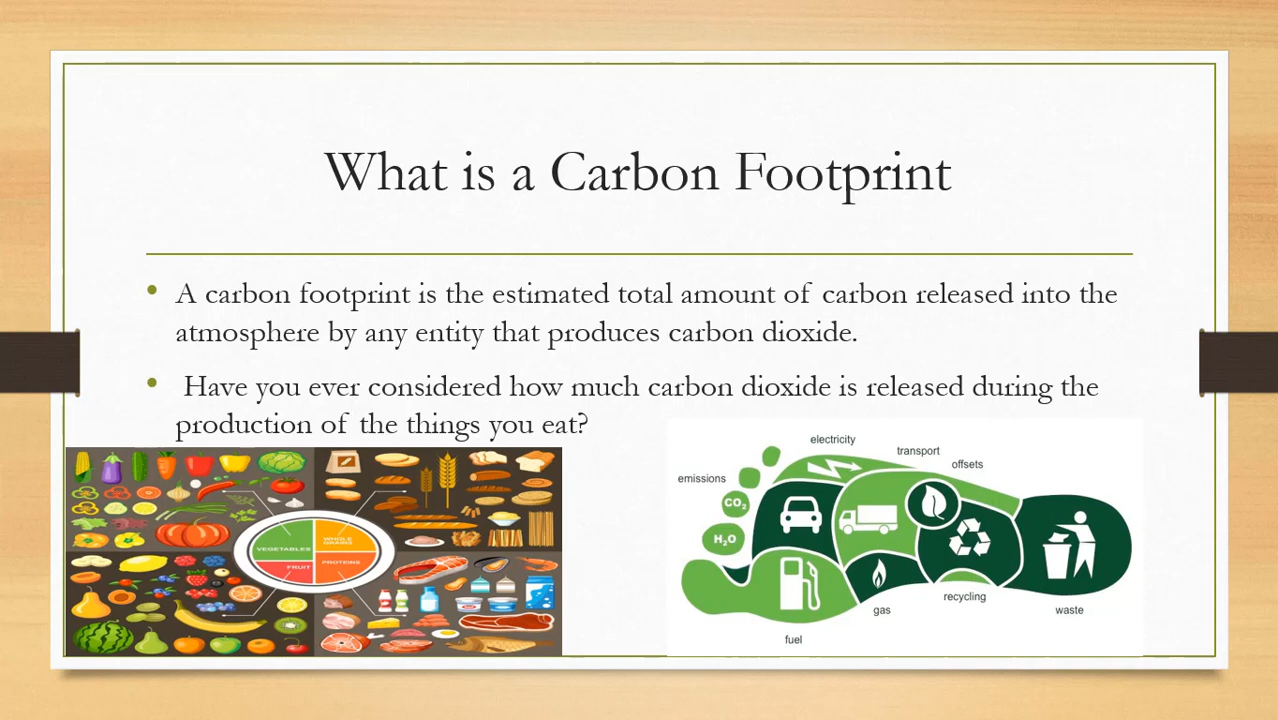 What is a Carbon Footprint
• A carbon footprint is the estimated total amount of carbon released into the
atmosphere by any entity that produces carbon dioxide.
• Have you ever considered how much carbon dioxide is released during the
production of the things you eat?
VEGETABLES
WHOLE
GRAINS
FRUIT
PROTEINS
electricity
transport
offsets
emissions
CO₂
H₂O
gas
recycling
waste
fuel